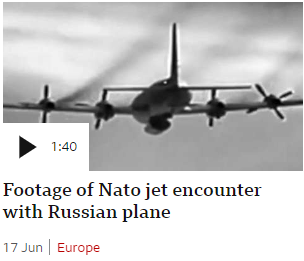 1:40
Footage of Nato jet encounter
with Russian plane
17 Jun | Europe